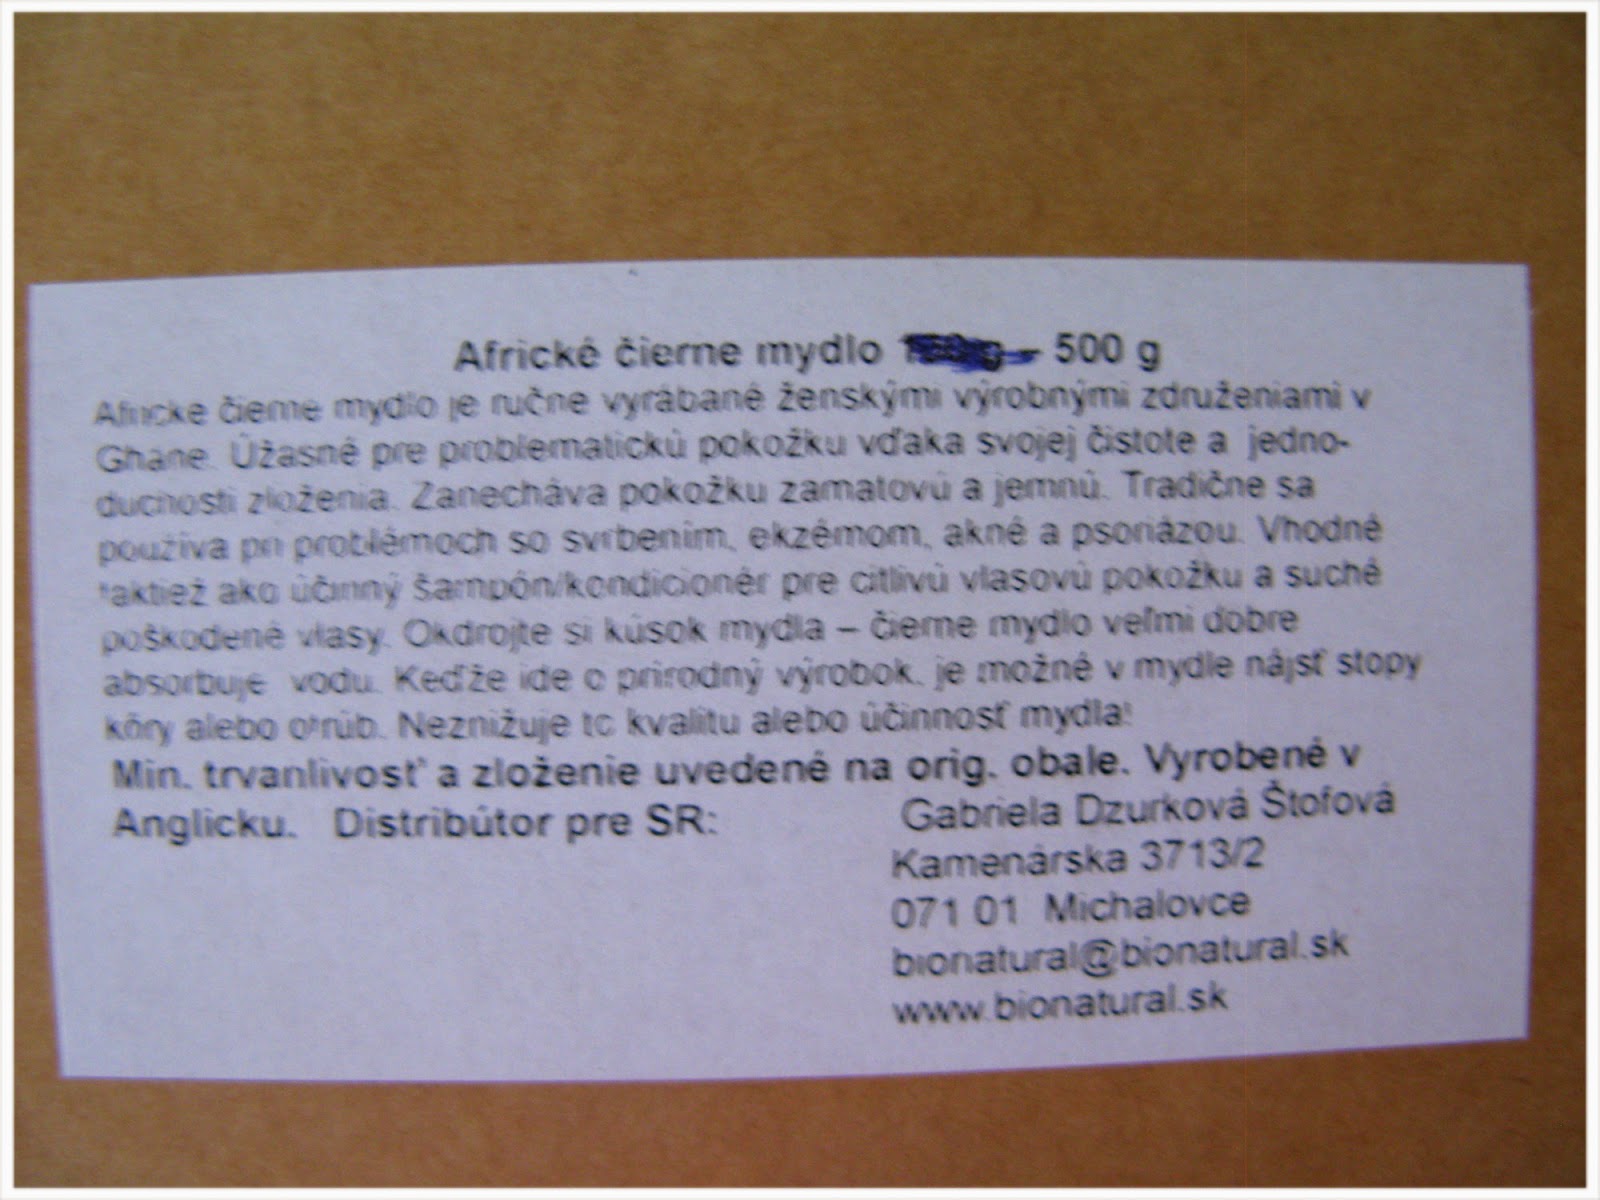 Africké čierne mydlo 500 g
Africke čierne mydlo je ručne vyrábané ženskými výrobnými združeniami v
Ghane. Úžasné pre problematickú pokožku vďaka svojej čistote a jedno-
duchosti zloženia. Zanecháva pokožku zamatovú a jemnú. Tradične sa
používa pri problémoch so svrbením, ekzémom, akné a psoriázou. Vhodné
taktiež ako účinný šampón/kondicionér pre citlivú vlasovú pokožku a suché
poškodené vlasy. Okdrojte si kúsok mydla – čierne mydlo veľmi dobre
absorbuje vodu. Keďže ide o prírodný výrobok, je možné v mydle nájsť stopy
kôry alebo otrúb. Neznižuje to kvalitu alebo účinnosť mydla!
Min. trvanlivosť a zloženie uvedené na orig. obale. Vyrobené v
Anglicku. Distribútor pre SR: Gabriela Dzurková Štofová
Kamenárska 3713/2
071 01 Michalovce
bionatural@bionatural.sk
www.bionatural.sk